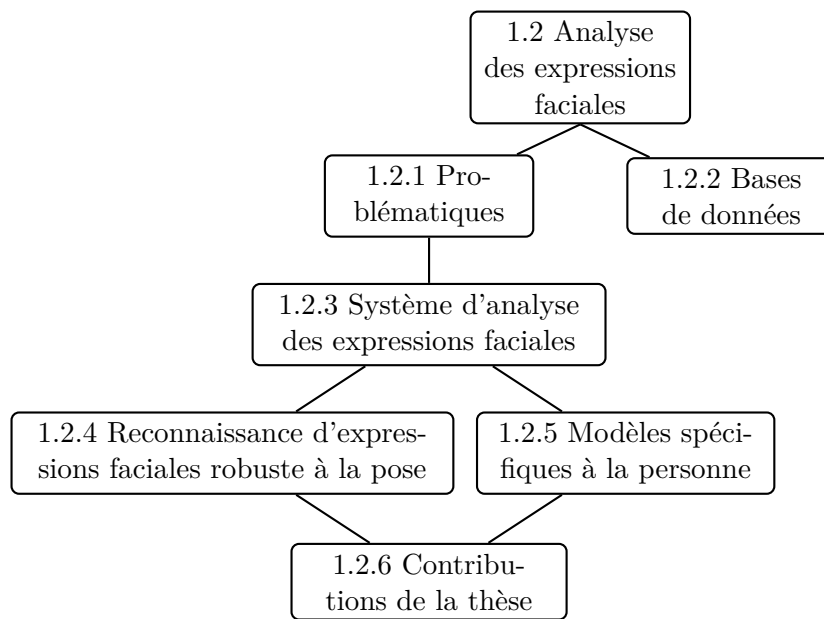 1.2 Analyse
des expressions
faciales
1.2.1 Pro-
blématiques
1.2.2 Bases
de données
1.2.3 Système d'analyse
des expressions faciales
1.2.4 Reconnaissance d'expres-
sions faciales robuste à la pose
1.2.5 Modèles spéci-
fiques à la personne
1.2.6 Contribu-
tions de la thèse